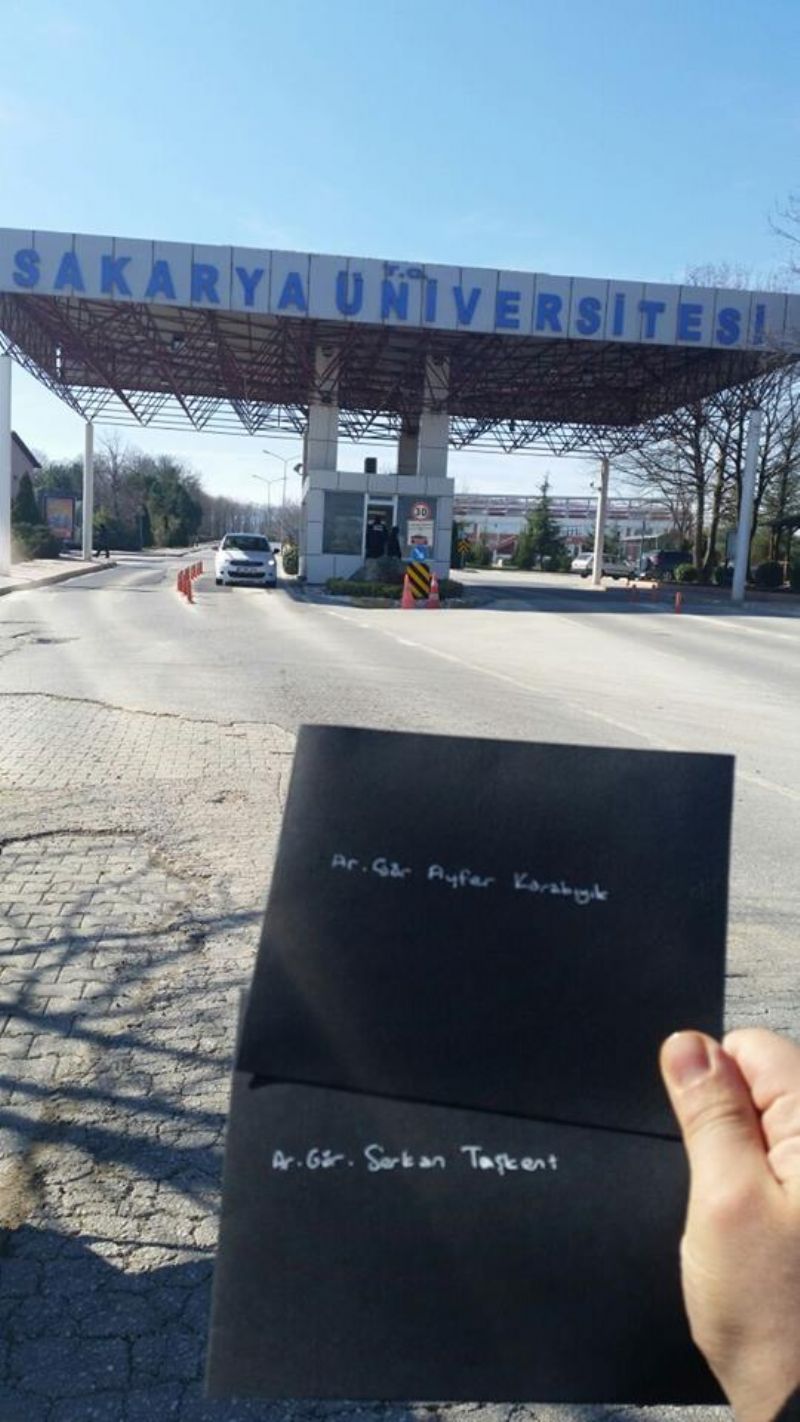 T.C.
SAKARYA ÜNİVERSİTESİ
30
Ar. Gör Ayfer Karabıyık
Ar. Gör. Serkan Taşkent